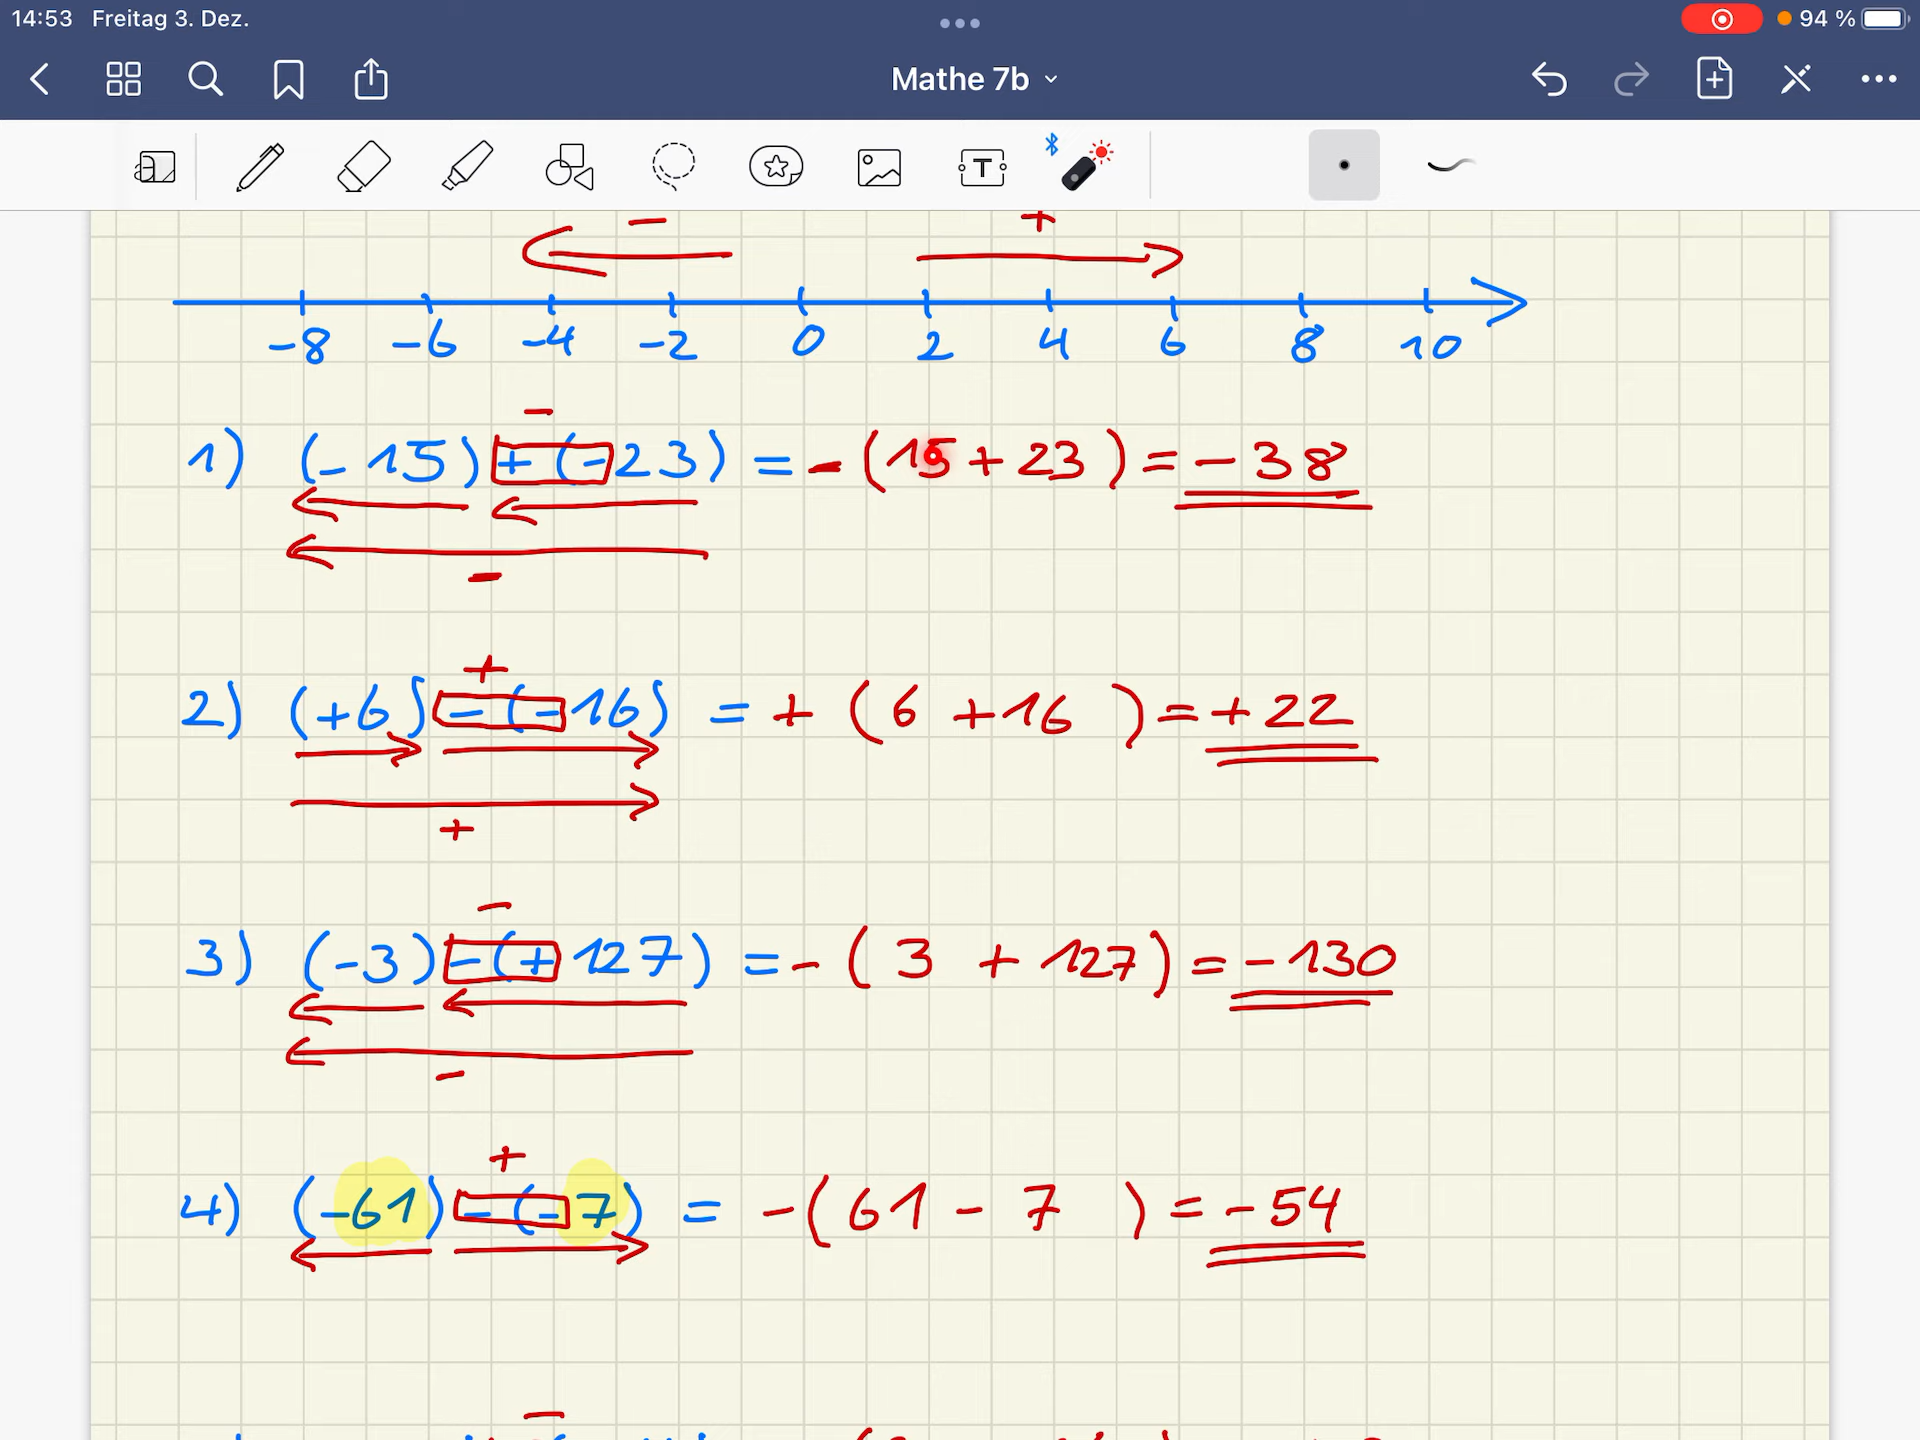 14:53 Freitag 3. Dez. 94 %
Mathe 7b
T
− +
-8 -6 -4 -2 0 2 4 6 8 10
−
1) (-15) + (-23) = - (15 + 23) = -38
−
+
2) (+6) - (-16) = + (6 + 16) = +22
+
−
3) (-3) - (+127) = - (3 + 127) = -130
−
+
4) (-61) - (-7) = -(61 - 7) = -54
−